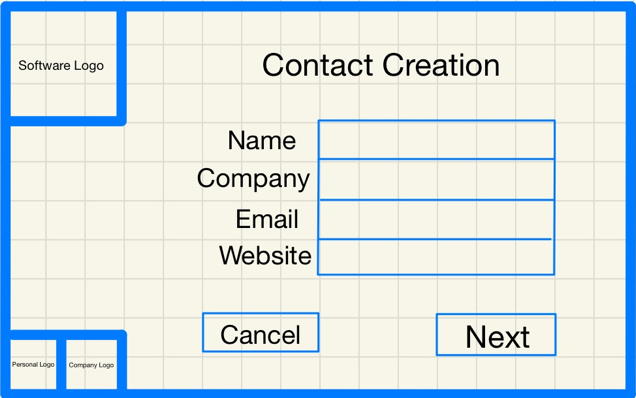 Software Logo
Contact Creation
Name
Company
Email
Website
Cancel
Next
Personal Logo
Company Logo